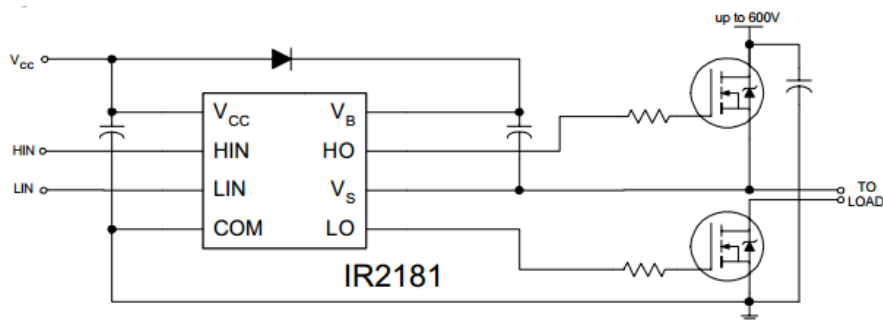 up to 600V
Vcc
VCC
VB
HIN
HIN
HO
LIN
LIN
VS
TO
LOAD
COM
LO
IR2181